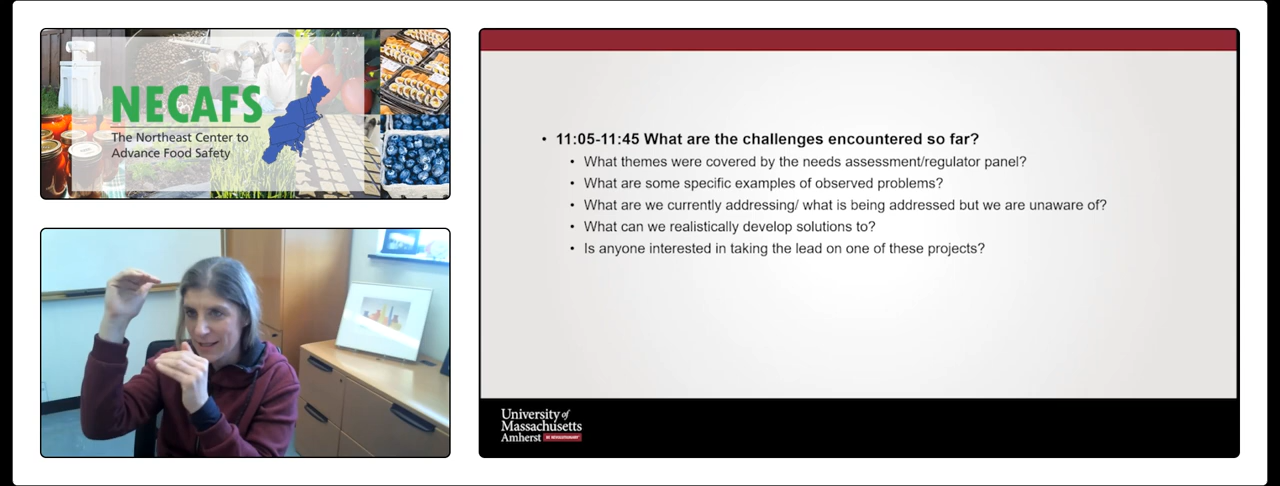 NECAFS
The Northeast Center to
Advance Food Safety
• 11:05-11:45 What are the challenges encountered so far?
• What themes were covered by the needs assessment/regulator panel?
• What are some specific examples of observed problems?
• What are we currently addressing/ what is being addressed but we are unaware of?
• What can we realistically develop solutions to?
• Is anyone interested in taking the lead on one of these projects?
University of
Massachusetts
Amherst BE REVOLUTIONARY